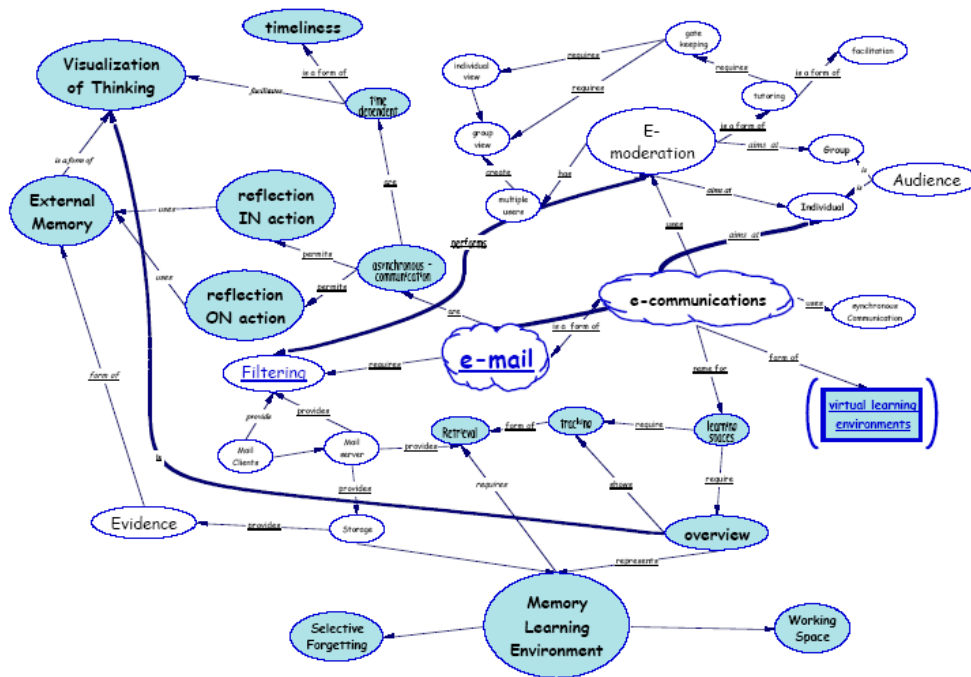 timeliness
gate
keeping
facilitation
requires
Visualization
of Thinking
individual
view
is a form of
requires
is a form of
facilitates
requires
tutoring
time
dependent
group
view
E-
moderation
is a form of
aims at
Group
is a form of
create
has
is
Audience
External
Memory
uses
reflection
IN action
are
multiple
users
aims at
is
Individual
performs
uses
aims at
permits
asynchronous -
communication
uses
reflection
ON action
permits
e-communications
uses
synchronous
Communication
are
is a form of
e-mail
Filtering
requires
name for
form of
form of
virtual learning
environments
provide
provides
Retrieval
form of
tracking
require
learning
spaces
Mail
Clients
Mail
server
provides
is
requires
shows
require
provides
Evidence
provides
Storage
overview
represents
Memory
Learning
Environment
Selective
Forgetting
Working
Space